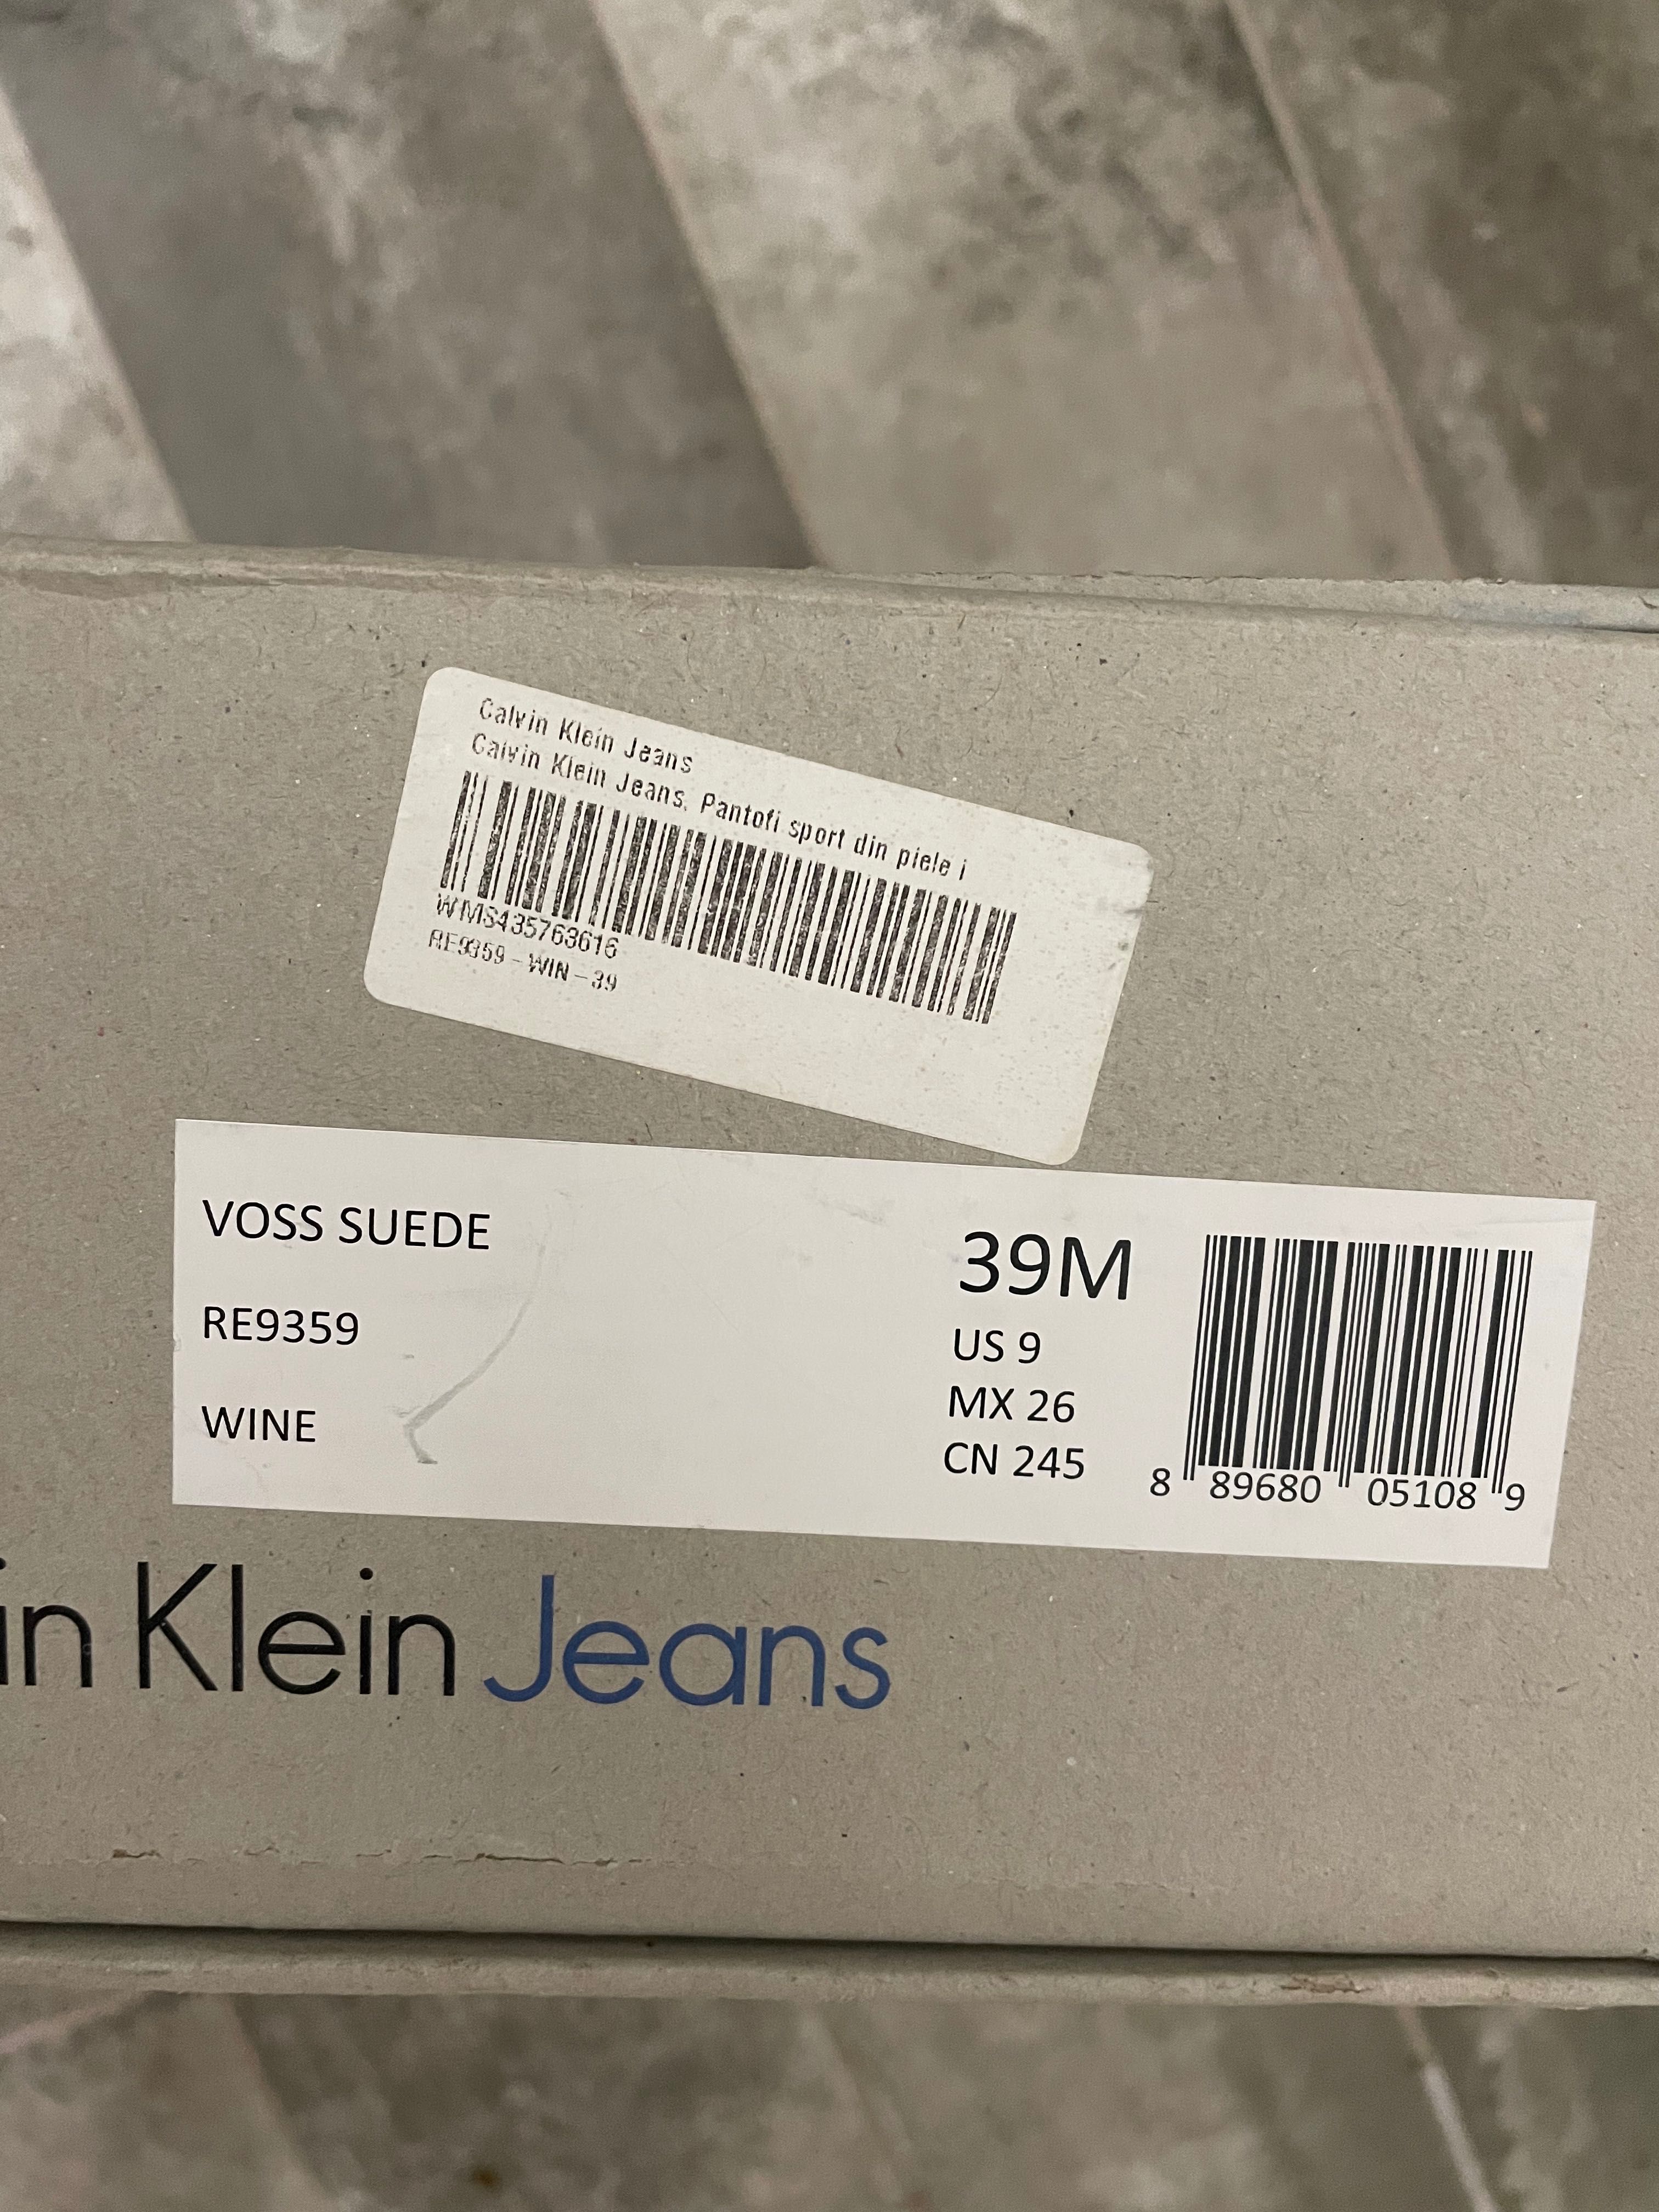 Calvin Klein Jeans
Calvin Klein Jeans, Pantofi sport din piele i
WMS435763616
RE9359-WIN-39
VOSS SUEDE
RE9359
WINE
39M
US 9
MX 26
CN 245
8 89680 05108 9
in Klein Jeans